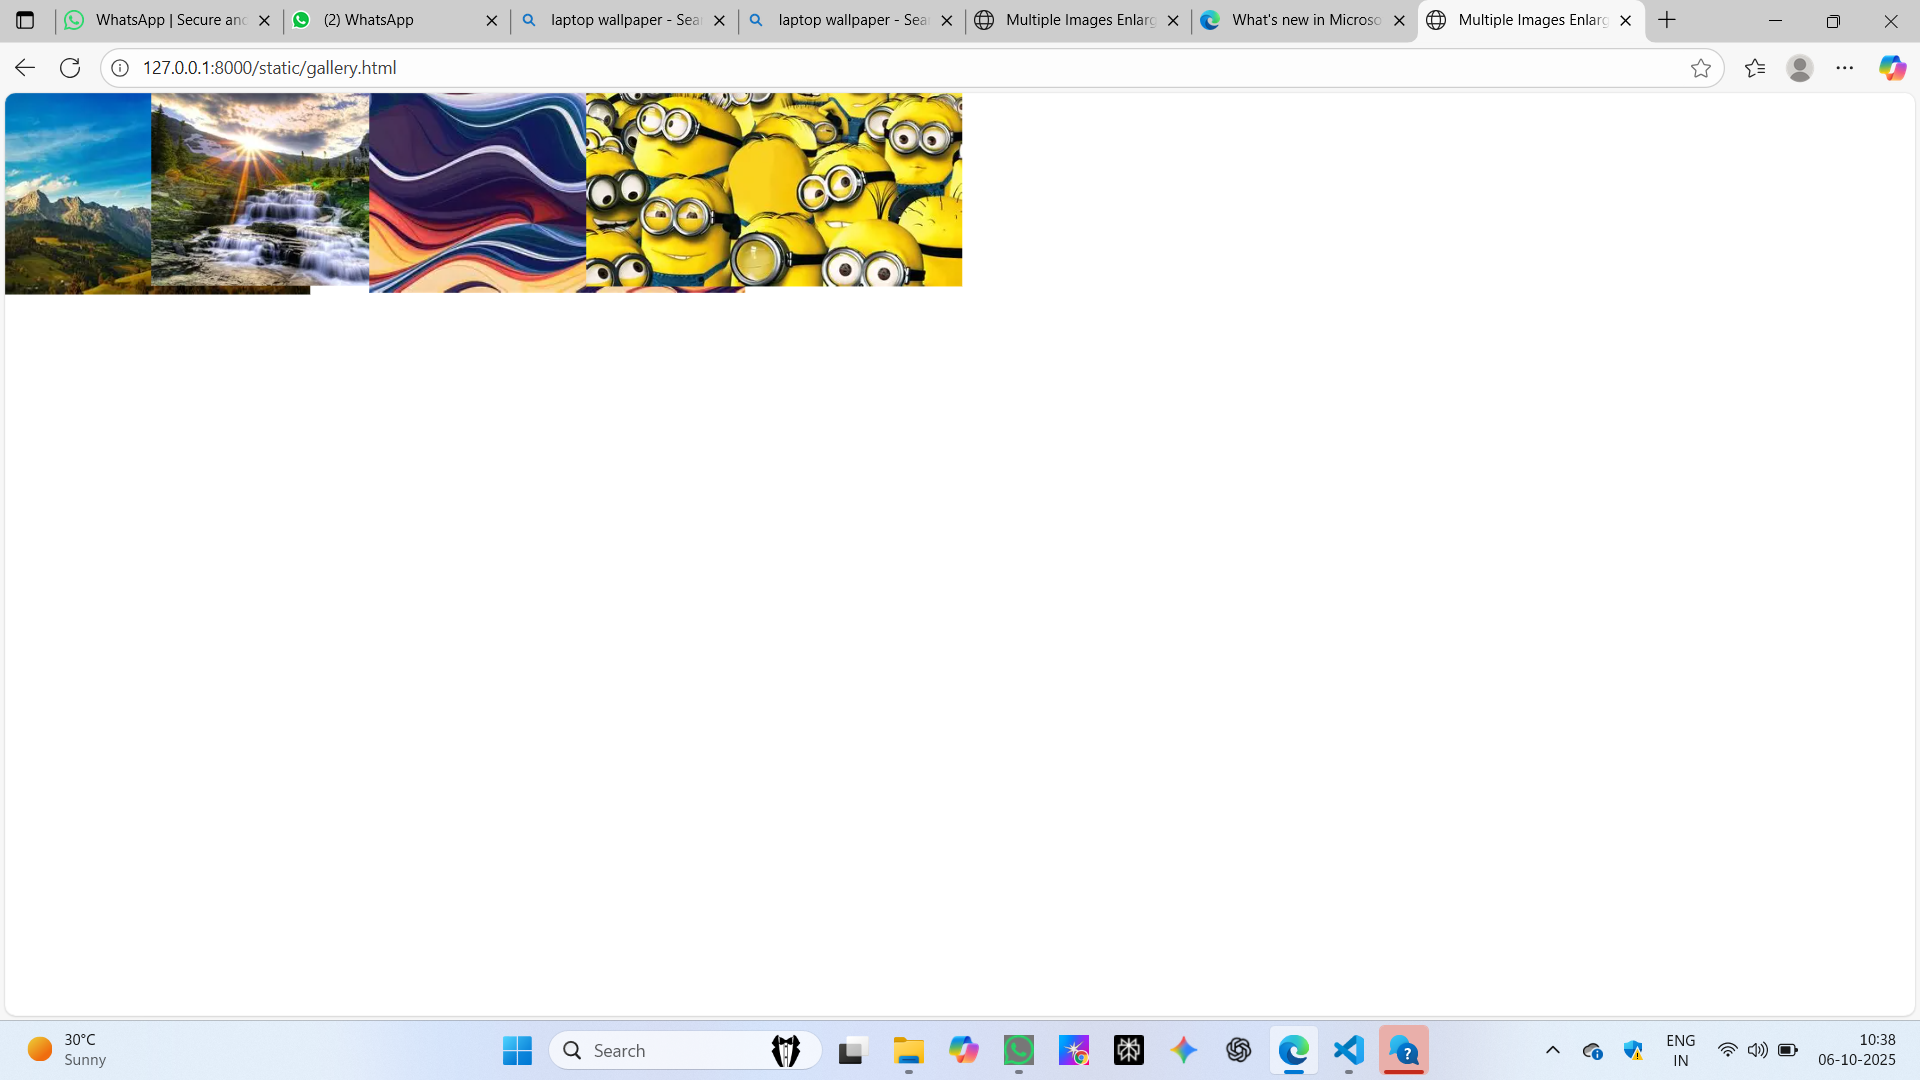 WhatsApp | Secure and
(2) WhatsApp
laptop wallpaper - Sear
laptop wallpaper - Sear
Multiple Images Enlarg
What's new in Microso
Multiple Images Enlarg
127.0.0.1:8000/static/gallery.html
30°C
Sunny
Search
ENG
IN
10:38
06-10-2025